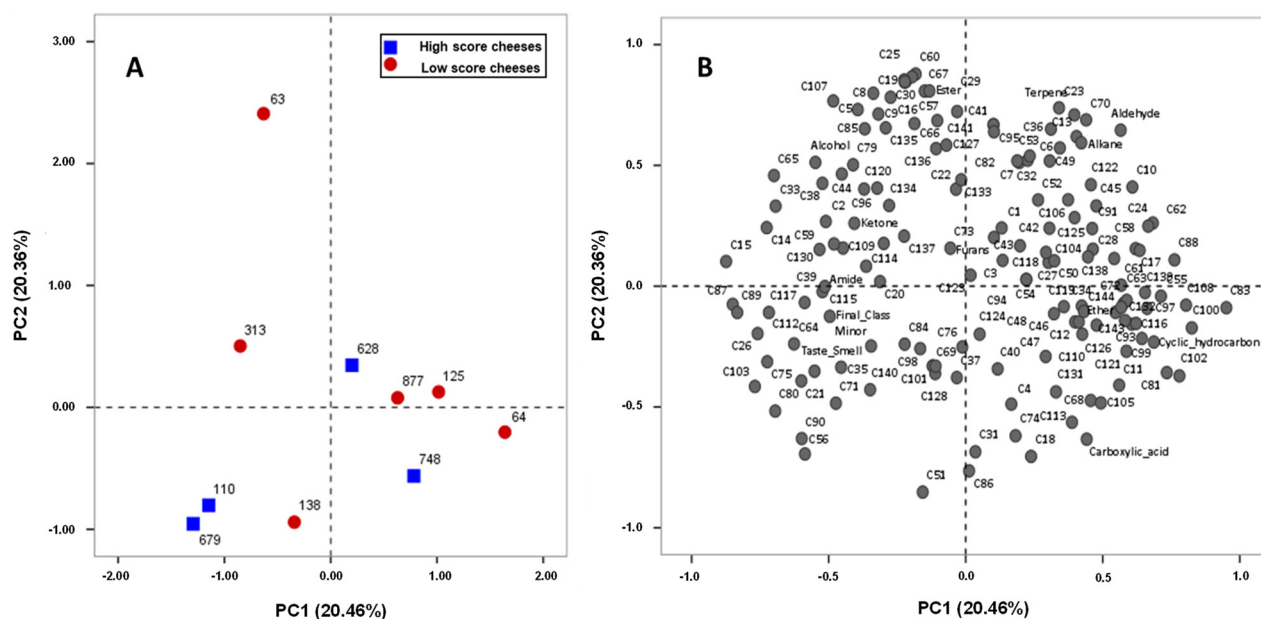 A
High score cheeses
Low score cheeses
3.00
2.00
1.00
0.00
-1.00
-2.00
-1.00
0.00
1.00
2.00
PC2 (20.36%)
PC1 (20.46%)
63
313
628
877
125
64
748
110
679
138
B
1.0
0.5
0.0
-0.5
-1.0
-1.0
-0.5
0.0
0.5
1.0
PC2 (20.36%)
PC1 (20.46%)
C25
C60
C107
C8
C19
C67
C29
Ester
C30
Terpene
C23
C5
C9
C16
C57
C41
C70
Aldehyde
C85
C135
C66
C141
C36
C13
C95
C53
Alcohol
C79
C127
C6
Alkane
C65
C136
C82
C49
C120
C22
C7
C32
C122
C10
C33
C38
C44
C134
C133
C52
C45
C2
C96
C1
C106
C91
C24
C62
Ketone
C15
C14
C59
C73
C42
C125
C58
C130
C109
C137
Furans
C43
C104
C28
C88
C114
C118
C17
C39
C3
C27
C50
C138
C61
Amide
C63
C55
C87
C89
C117
C115
C20
C123
C54
C119
C34
C108
C83
C94
C144
Final_Class
Ether
C97
C100
C112
C64
Minor
C124
C48
C46
C143
C116
C26
C84
C76
C12
C93
Cyclic_hydrocarbon
Taste_Smell
C69
C47
C126
C99
C103
C75
C35
C98
C37
C40
C110
C121
C11
C102
C80
C21
C71
C140
C101
C128
C131
C81
C4
C68
C105
C90
C74
C113
C56
C31
C18
Carboxylic_acid
C51
C86